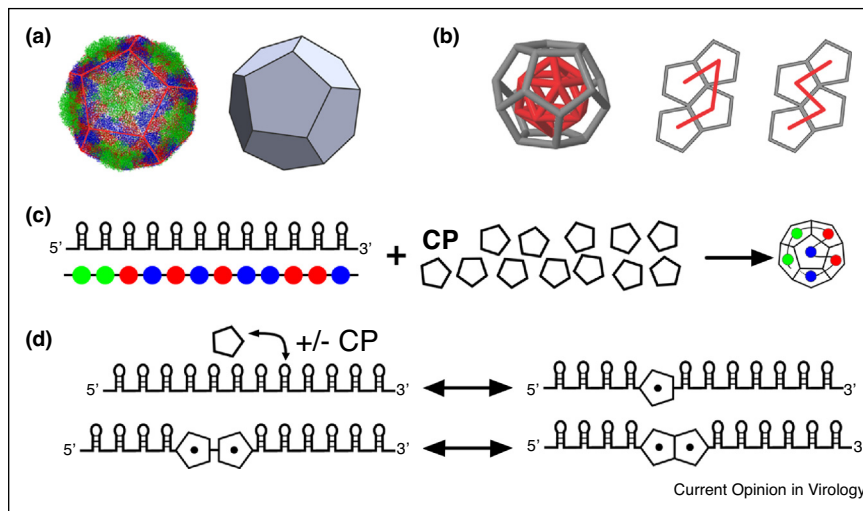 (a)
(b)
(c)
5’ 3’
CP
(d)
+/- CP
5’ 3’
5’ 3’
5’ 3’
5’ 3’
Current Opinion in Virology